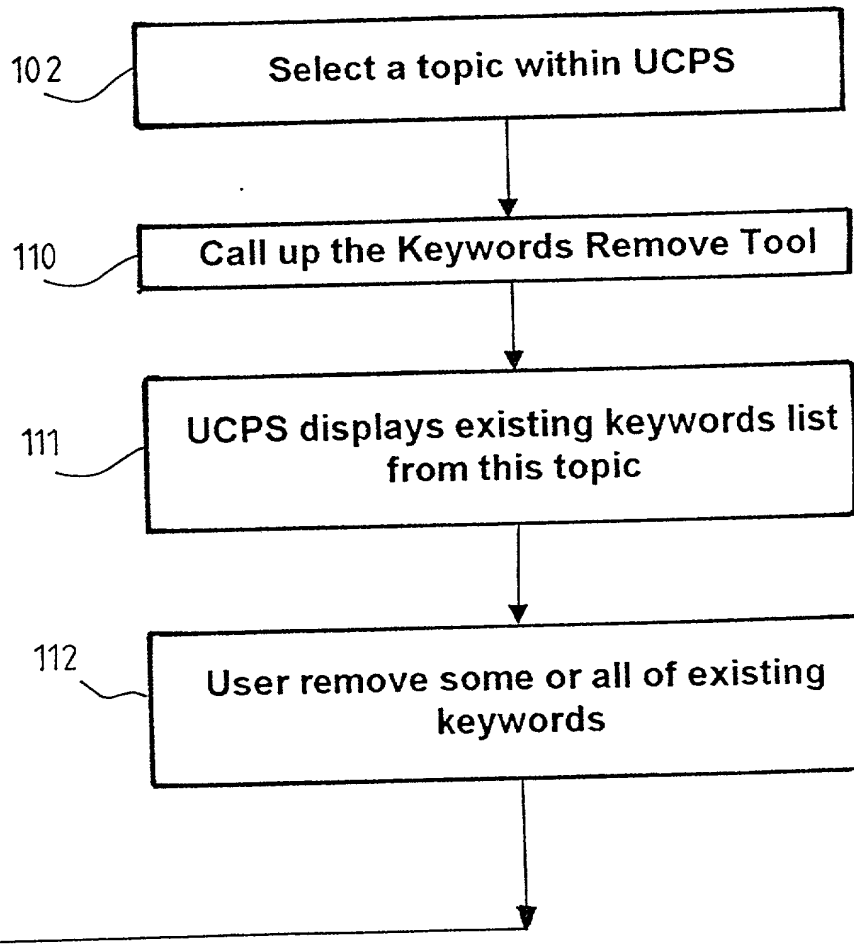 102
Select a topic within UCPS
110
Call up the Keywords Remove Tool
111
UCPS displays existing keywords list
from this topic
112
User remove some or all of existing
keywords